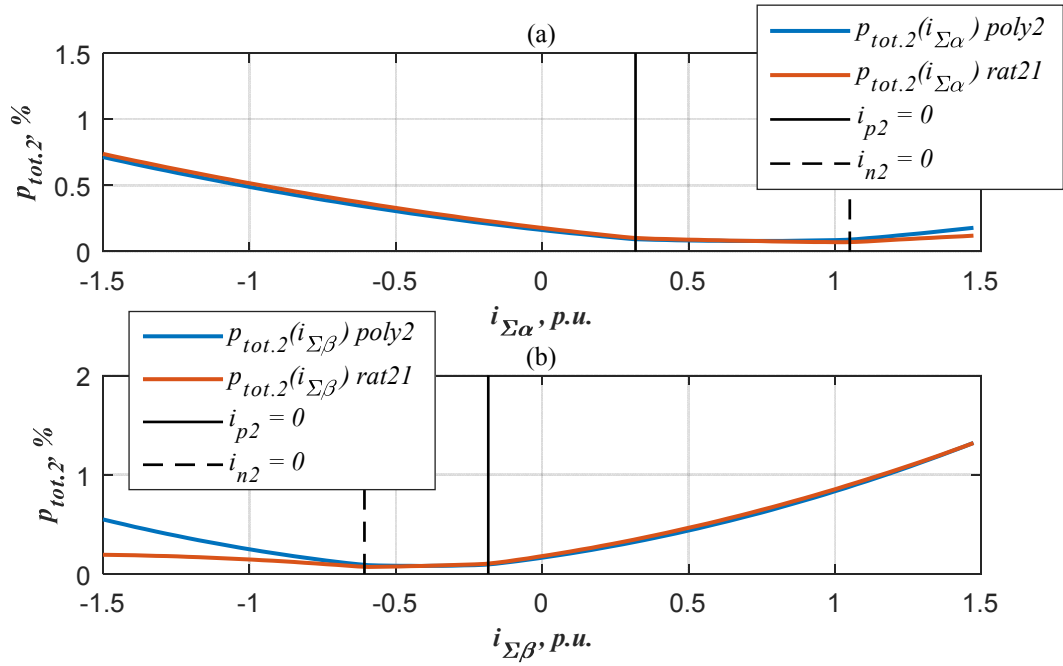 (a)
p_tot.2(i_Σα) poly2
p_tot.2(i_Σα) rat21
i_p2 = 0
i_n2 = 0
1.5
1
0.5
0
p_tot.2, %
-1.5 -1 -0.5 0 0.5 1 1.5
i_Σα, p.u.
(b)
p_tot.2(i_Σβ) poly2
p_tot.2(i_Σβ) rat21
i_p2 = 0
i_n2 = 0
2
1
0
p_tot.2, %
-1.5 -1 -0.5 0 0.5 1 1.5
i_Σβ, p.u.